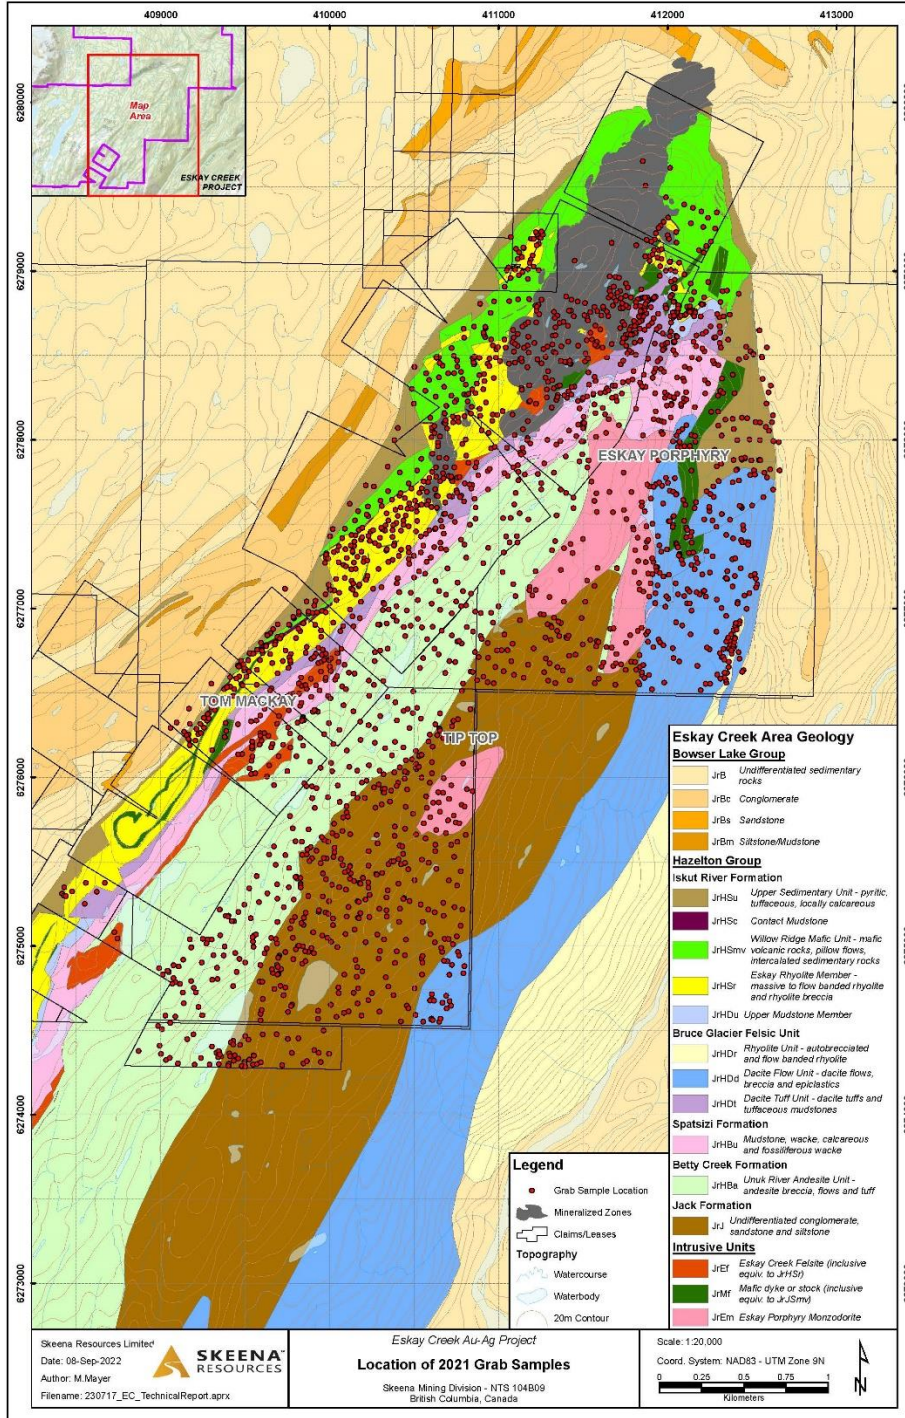 409000
410000
411000
412000
413000
6280000
6279000
6278000
6277000
6276000
6275000
6274000
6273000
Map
Area
ESKAY CREEK
PROJECT
ESKAY PORPHYRY
TOM MACKAY
TIP TOP
Eskay Creek Area Geology
Bowser Lake Group
JrB Undifferentiated sedimentary
rocks
JrBc Conglomerate
JrBs Sandstone
JrBm Siltstone/Mudstone
Hazelton Group
Iskut River Formation
JrHSu Upper Sedimentary Unit - pyritic,
tuffaceous, locally calcareous
JrHSc Contact Mudstone
JrHSmv Willow Ridge Mafic Unit - mafic
volcanic rocks, pillow flows,
intercalated sedimentary rocks
JrHSr Eskay Rhyolite Member -
massive to flow banded rhyolite
and rhyolite breccia
JrHDu Upper Mudstone Member
Bruce Glacier Felsic Unit
JrHDr Rhyolite Unit - autobrecciated
and flow banded rhyolite
JrHDd Dacite Flow Unit - dacite flows,
breccia and epiclastics
JrHDt Dacite Tuff Unit - dacite tuffs and
tuffaceous mudstones
Spatsizi Formation
JrHBu Mudstone, wacke, calcareous
and fossiliferous wacke
Betty Creek Formation
JrHBa Unuk River Andesite Unit -
andesite breccia, flows and tuff
Jack Formation
JrJ Undifferentiated conglomerate,
sandstone and siltstone
Intrusive Units
JrEf Eskay Creek Felsite (inclusive
equiv. to JrHSr)
JrMf Mafic dyke or stock (inclusive
equiv. to JrJSmv)
JrEm Eskay Porphyry Monzodorite
Legend
Grab Sample Location
Mineralized Zones
Claims/Leases
Topography
Watercourse
Waterbody
20m Contour
Skeena Resources Limited
Date: 08-Sep-2022
Author: M.Mayer
Filename: 230717_EC_TechnicalReport.aprx
SKEENA™
RESOURCES
Eskay Creek Au-Ag Project
Location of 2021 Grab Samples
Skeena Mining Division - NTS 104B09
British Columbia, Canada
Scale: 1:20,000
Coord. System: NAD83 - UTM Zone 9N
0 0.25 0.5 0.75 1
Kilometers
N